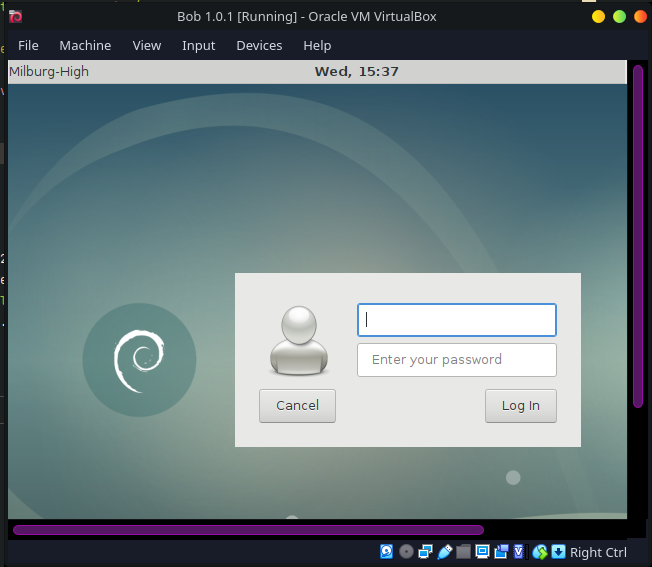 Bob 1.0.1 [Running] - Oracle VM VirtualBox
File Machine View Input Devices Help
Milburg-High Wed, 15:37
Enter your password
Cancel Log In
Right Ctrl